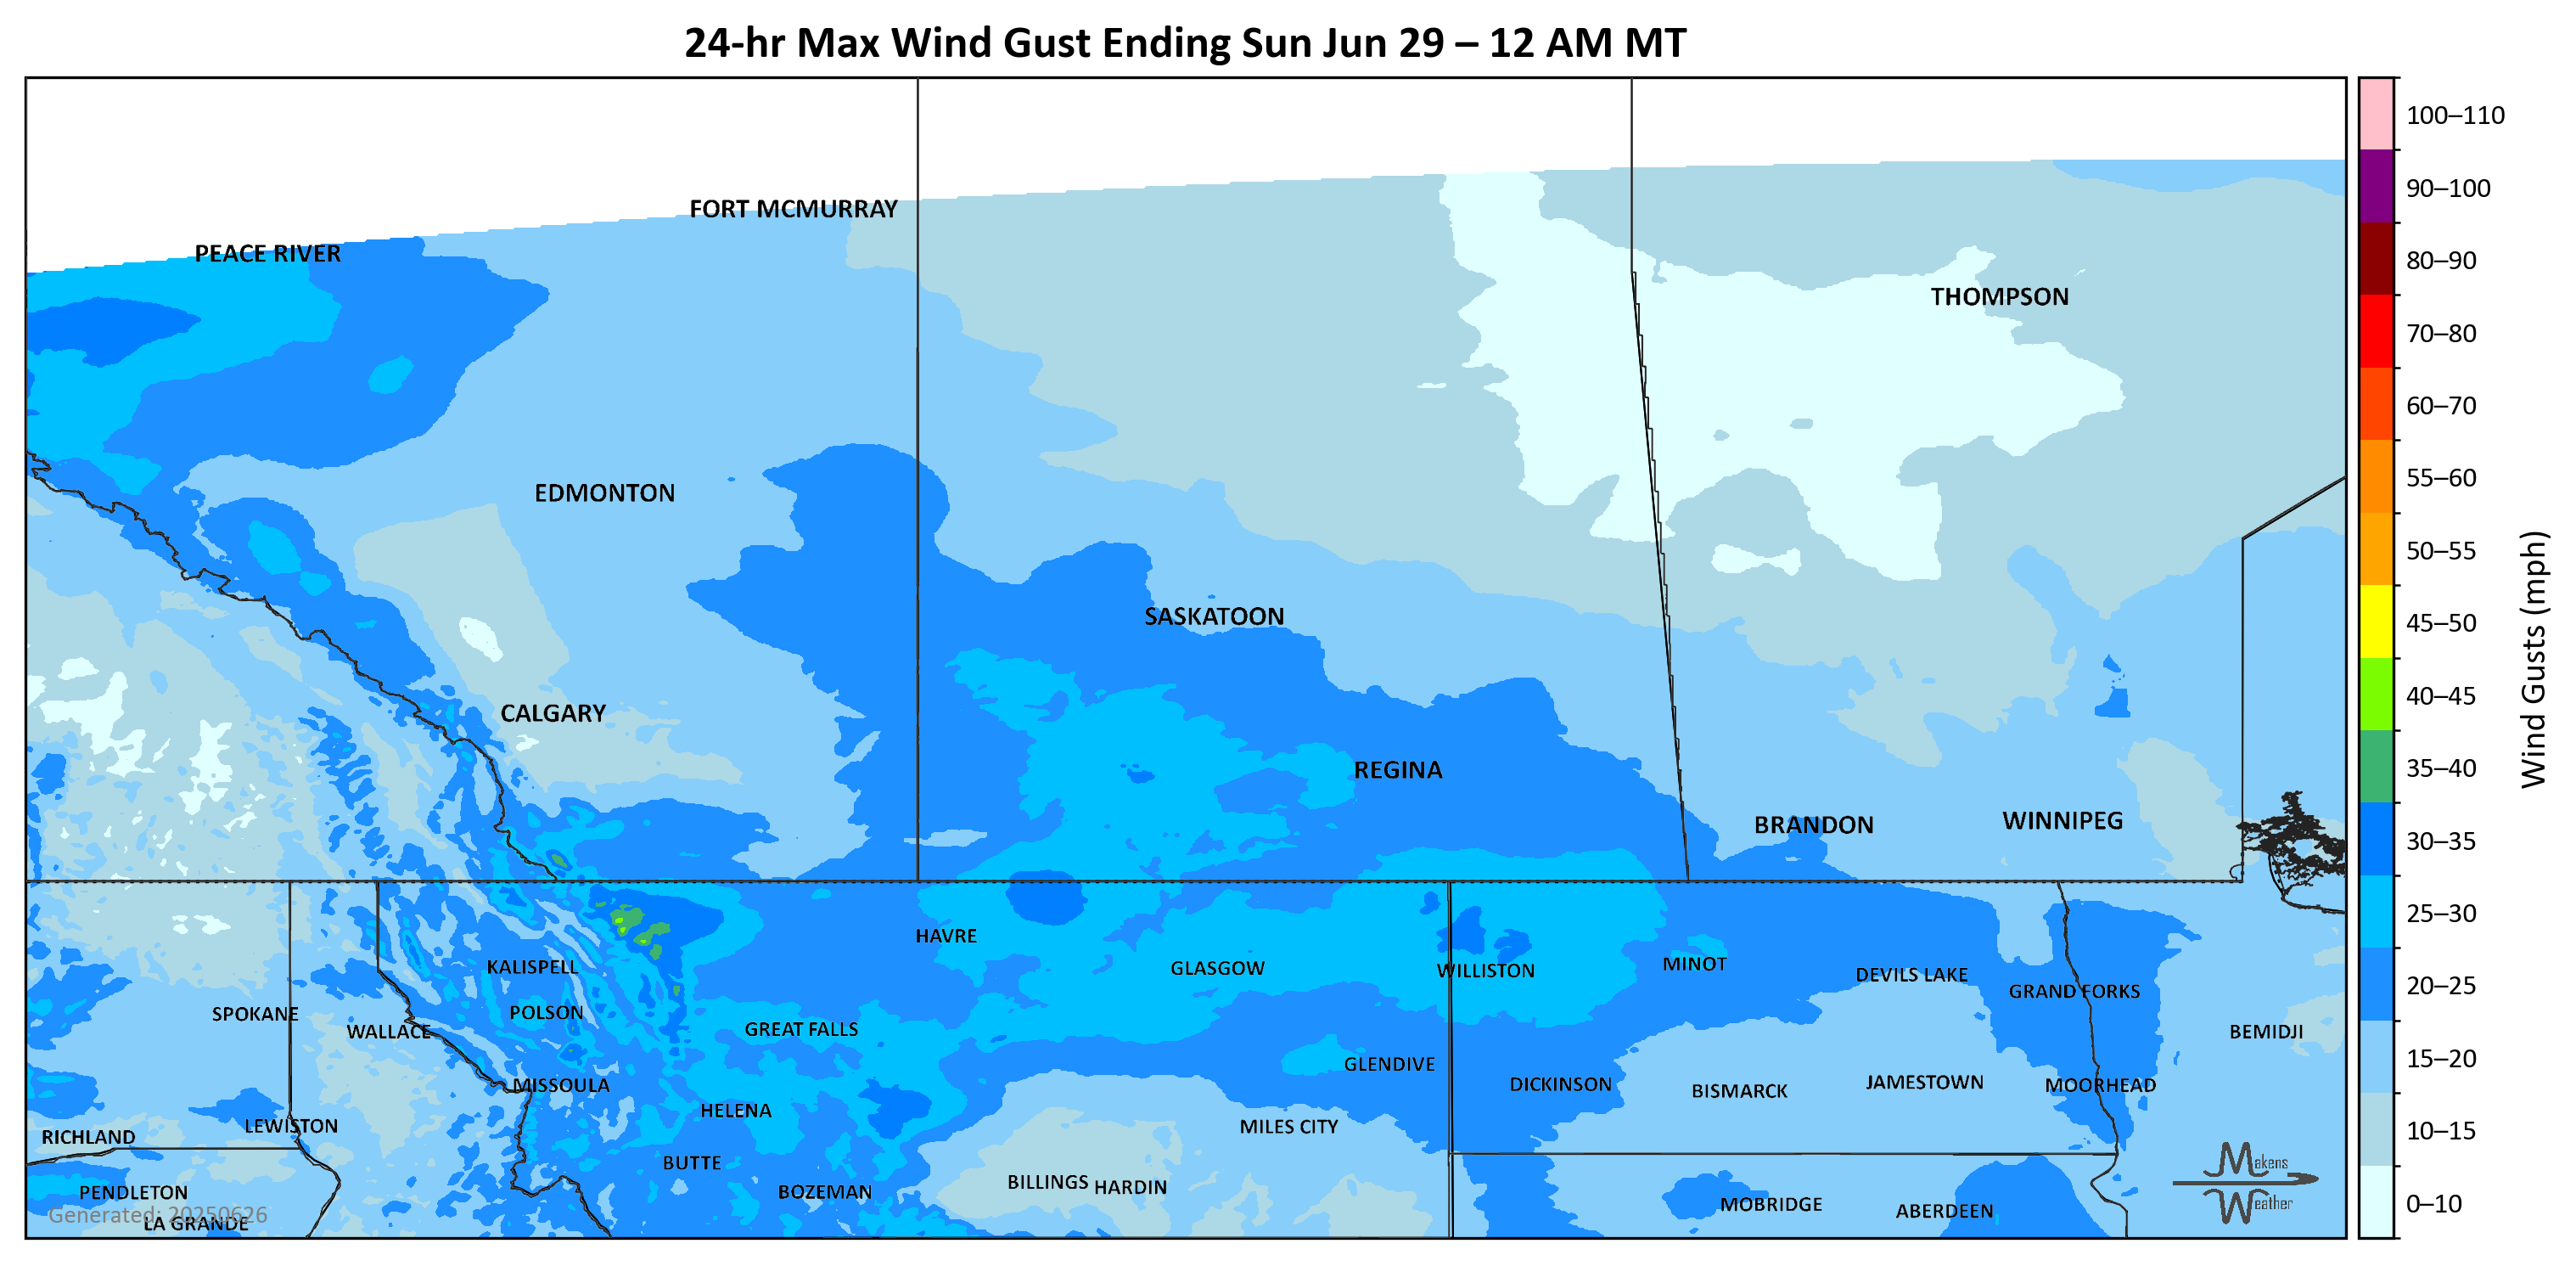 24-hr Max Wind Gust Ending Sun Jun 29 – 12 AM MT
100–110
90–100
80–90
70–80
60–70
55–60
50–55
45–50
40–45
35–40
30–35
25–30
20–25
15–20
10–15
0–10
Wind Gusts (mph)
FORT MCMURRAY
PEACE RIVER
THOMPSON
EDMONTON
SASKATOON
CALGARY
REGINA
BRANDON
WINNIPEG
HAVRE
KALISPELL
GLASGOW
WILLISTON
MINOT
DEVILS LAKE
GRAND FORKS
SPOKANE
POLSON
WALLACE
GREAT FALLS
BEMIDJI
GLENDIVE
MISSOULA
DICKINSON
BISMARCK
JAMESTOWN
MOORHEAD
HELENA
LEWISTON
MILES CITY
RICHLAND
BUTTE
PENDLETON
BOZEMAN
BILLINGS
HARDIN
MOBRIDGE
ABERDEEN
Generated: 20250626
LA GRANDE
Makens
Weather